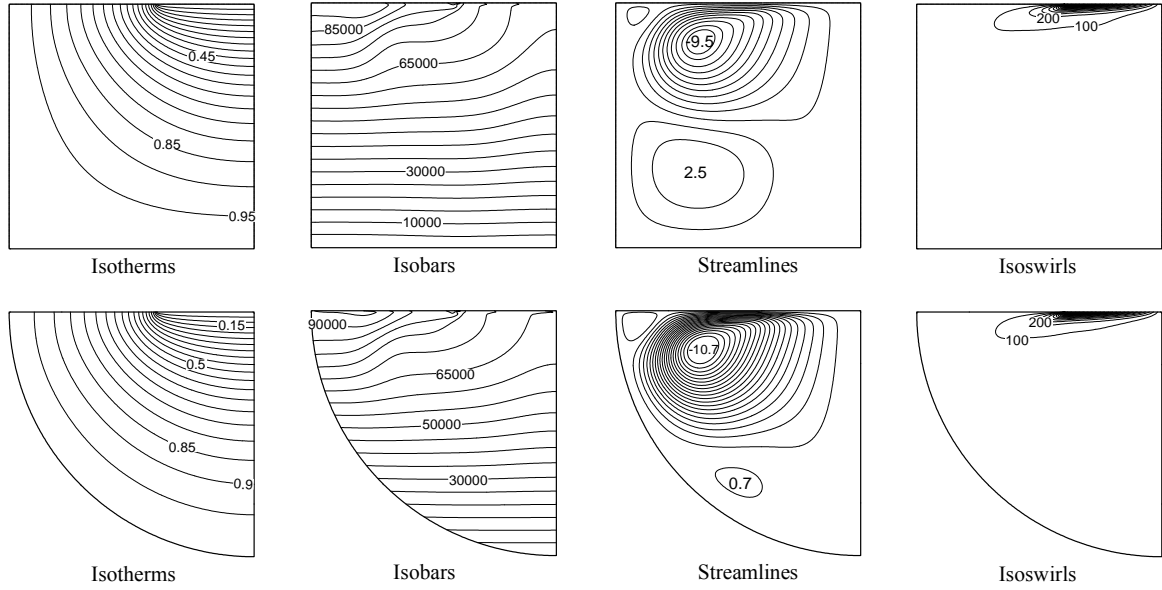 0.45
0.85
0.95
85000
65000
30000
10000
-9.5
2.5
200
100
Isotherms
Isobars
Streamlines
Isoswirls
0.15
0.5
0.85
0.9
90000
65000
50000
30000
-10.7
0.7
200
100
Isotherms
Isobars
Streamlines
Isoswirls